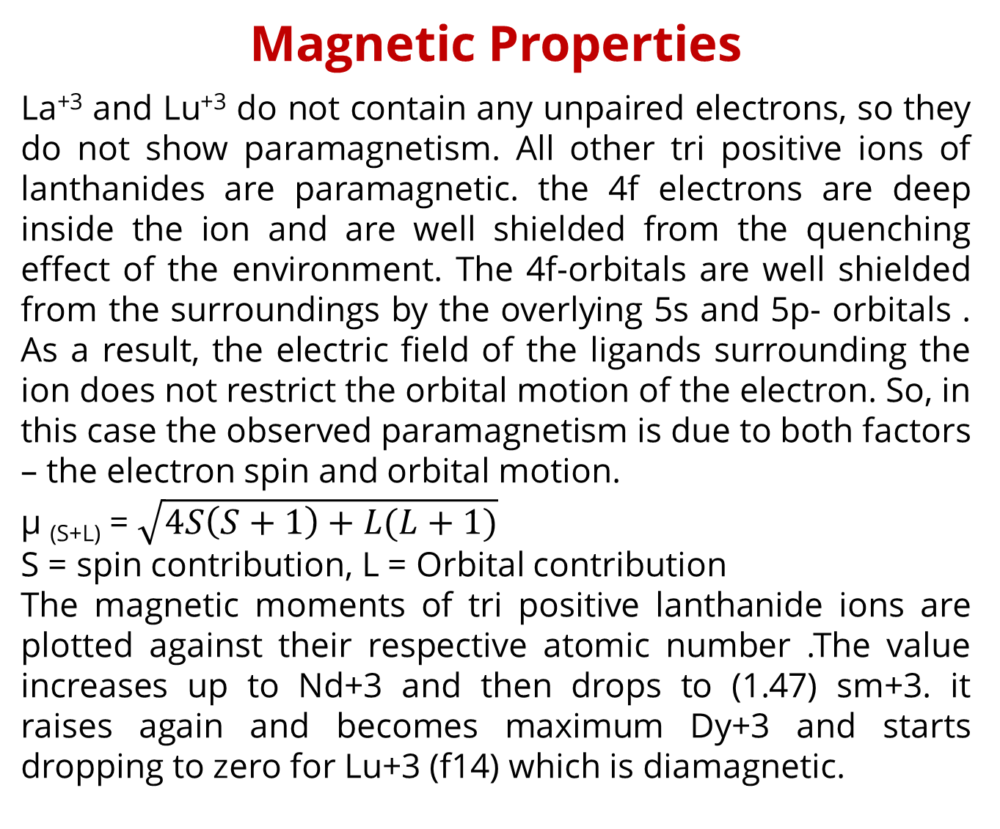 Magnetic Properties
La⁺³ and Lu⁺³ do not contain any unpaired electrons, so they
do not show paramagnetism. All other tri positive ions of
lanthanides are paramagnetic. the 4f electrons are deep
inside the ion and are well shielded from the quenching
effect of the environment. The 4f-orbitals are well shielded
from the surroundings by the overlying 5s and 5p- orbitals .
As a result, the electric field of the ligands surrounding the
ion does not restrict the orbital motion of the electron. So, in
this case the observed paramagnetism is due to both factors
– the electron spin and orbital motion.
μ (S+L) = √4S(S + 1) + L(L + 1)
S = spin contribution, L = Orbital contribution
The magnetic moments of tri positive lanthanide ions are
plotted against their respective atomic number .The value
increases up to Nd+3 and then drops to (1.47) sm+3. it
raises again and becomes maximum Dy+3 and starts
dropping to zero for Lu+3 (f14) which is diamagnetic.